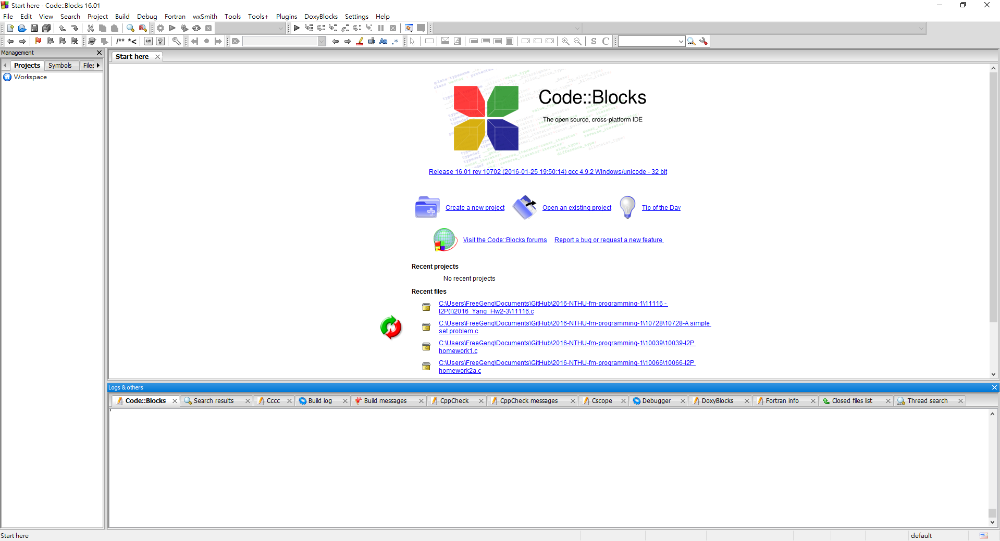 Start here - Code::Blocks 16.01
File Edit View Search Project Build Debug Fortran wxSmith Tools Tools+ Plugins DoxyBlocks Settings Help
/** *<
Aa .*
S C
Management
Projects Symbols Files
Workspace
Start here
Code::Blocks
The open source, cross-platform IDE
Release 16.01 rev 10702 (2016-01-25 19:50:14) gcc 4.9.2 Windows/unicode - 32 bit
Create a new project Open an existing project Tip of the Day
Visit the Code::Blocks forums Report a bug or request a new feature
Recent projects
No recent projects
Recent files
C:\Users\FreeGeng\Documents\GitHub\2016-NTHU-fm-programming-1\11116 -
I2P(I)2016_Yang_Hw2-3\11116.c
C:\Users\FreeGeng\Documents\GitHub\2016-NTHU-fm-programming-1\10728\10728-A simple
set problem.c
C:\Users\FreeGeng\Documents\GitHub\2016-NTHU-fm-programming-1\10039\10039-I2P
homework1.c
C:\Users\FreeGeng\Documents\GitHub\2016-NTHU-fm-programming-1\10066\10066-I2P
homework2a.c
Logs & others
Code::Blocks Search results Cccc Build log Build messages CppCheck CppCheck messages Cscope Debugger DoxyBlocks Fortran info Closed files list Thread search
Start here default